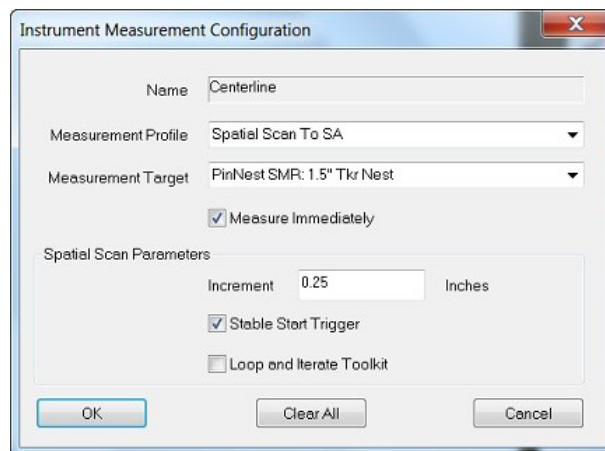 Instrument Measurement Configuration
Name Centerline
Measurement Profile Spatial Scan To SA
Measurement Target PinNest SMR: 1.5" Tkr Nest
Measure Immediately
Spatial Scan Parameters
Increment 0.25 Inches
Stable Start Trigger
Loop and Iterate Toolkit
OK Clear All Cancel